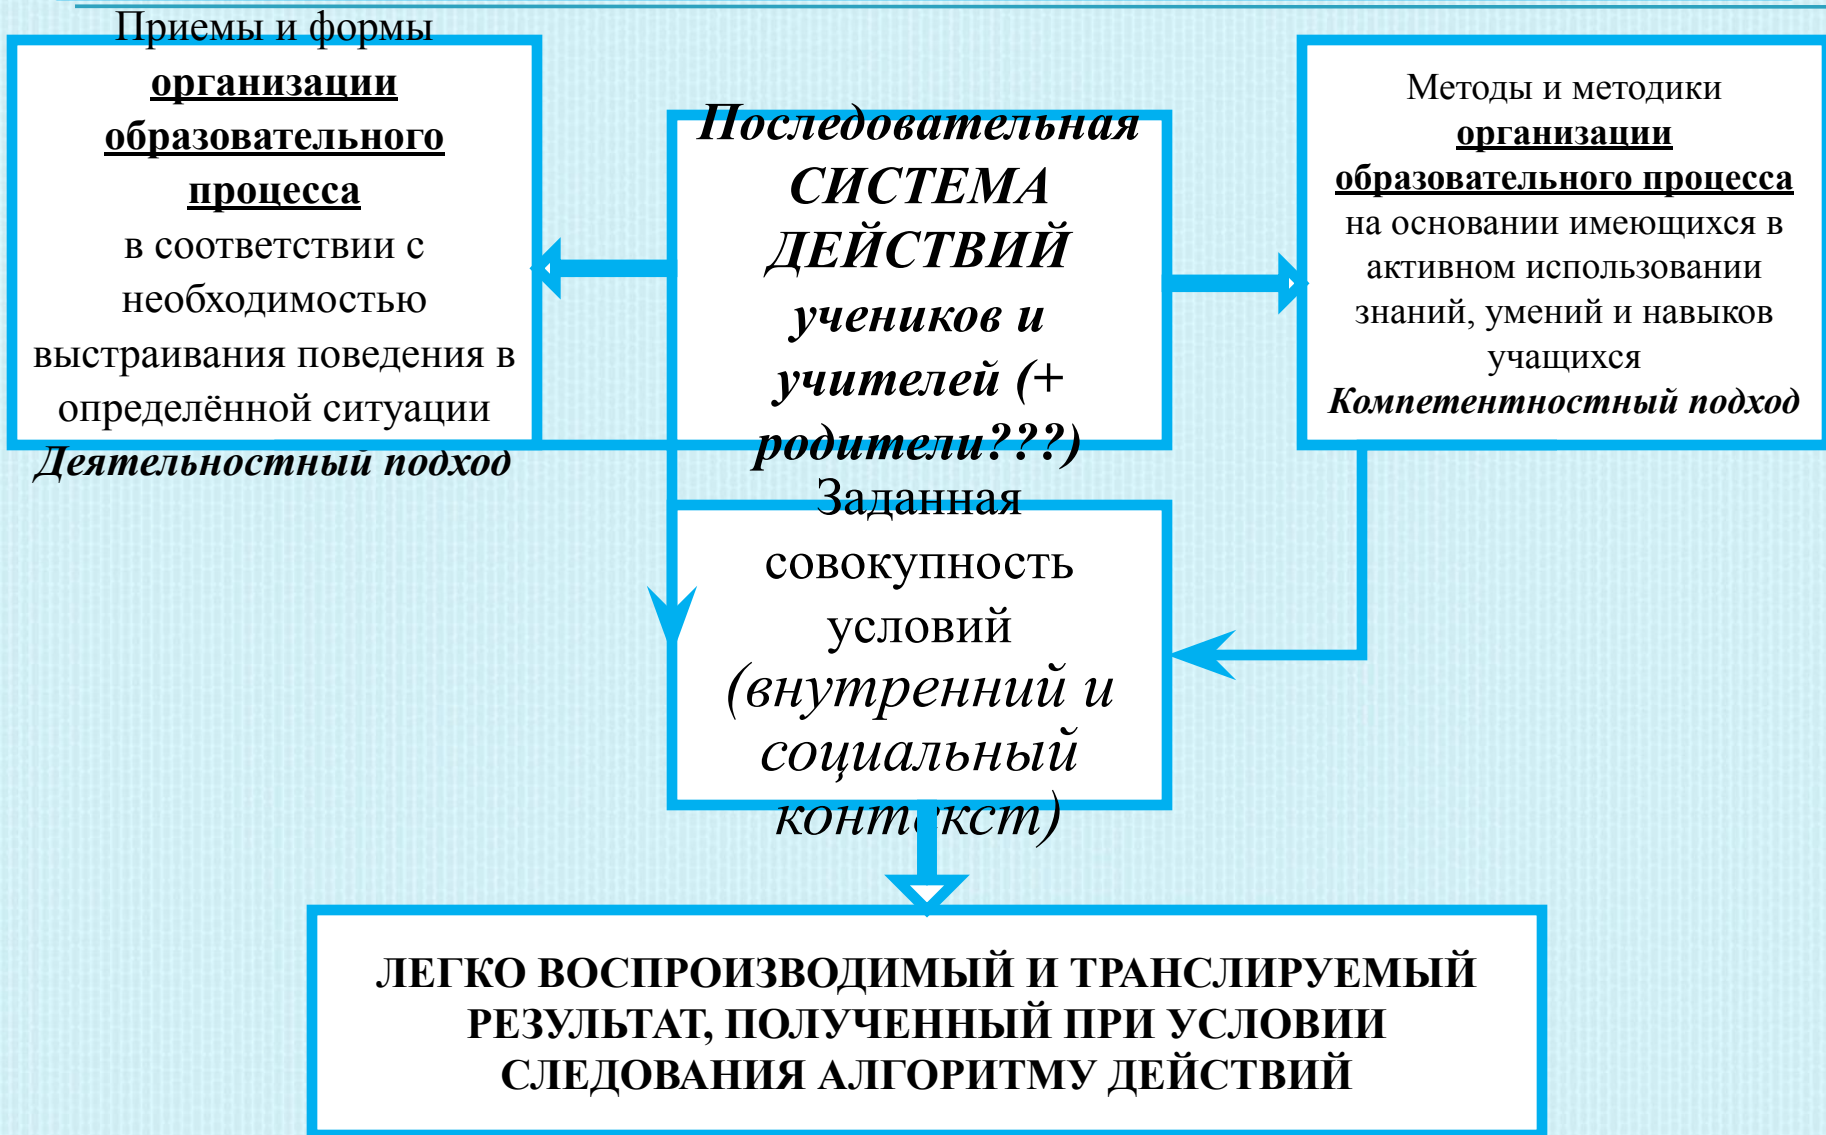 Приемы и формы
организации
образовательного
процесса
в соответствии с
необходимостью
выстраивания поведения в
определённой ситуации
Деятельностный подход
Последовательная
СИСТЕМА
ДЕЙСТВИЙ
учеников и
учителей (+
родители???)
Методы и методики
организации
образовательного процесса
на основании имеющихся в
активном использовании
знаний, умений и навыков
учащихся
Компетентностный подход
Заданная
совокупность
условий
(внутренний и
социальный
контекст)
ЛЕГКО ВОСПРОИЗВОДИМЫЙ И ТРАНСЛИРУЕМЫЙ
РЕЗУЛЬТАТ, ПОЛУЧЕННЫЙ ПРИ УСЛОВИИ
СЛЕДОВАНИЯ АЛГОРИТМУ ДЕЙСТВИЙ